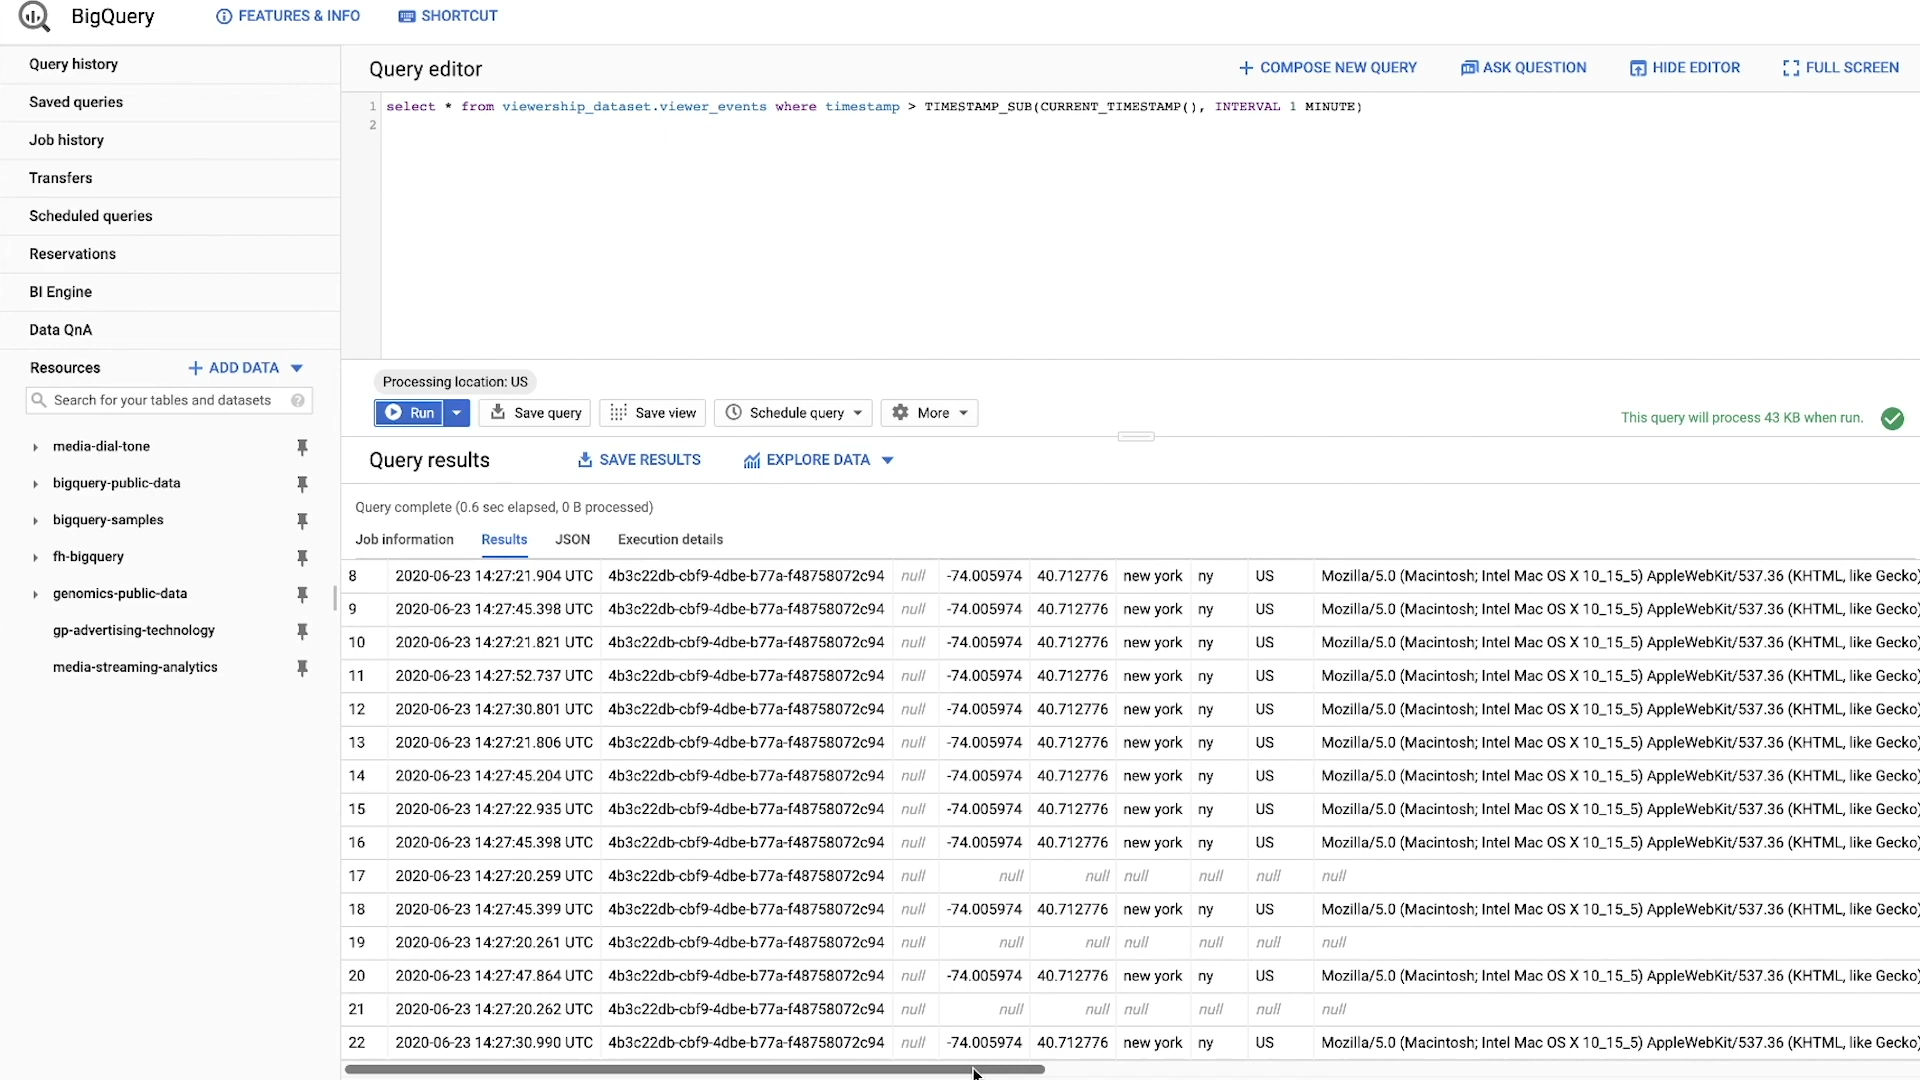 BigQuery FEATURES & INFO SHORTCUT
Query history
Saved queries
Job history
Transfers
Scheduled queries
Reservations
BI Engine
Data QnA
Resources ADD DATA
Search for your tables and datasets
media-dial-tone
bigquery-public-data
bigquery-samples
fh-bigquery
genomics-public-data
gp-advertising-technology
media-streaming-analytics
Query editor COMPOSE NEW QUERY ASK QUESTION HIDE EDITOR FULL SCREEN
1 select * from viewership_dataset.viewer_events where timestamp > TIMESTAMP_SUB(CURRENT_TIMESTAMP(), INTERVAL 1 MINUTE)
2
Processing location: US
Run Save query Save view Schedule query More This query will process 43 KB when run.
Query results SAVE RESULTS EXPLORE DATA
Query complete (0.6 sec elapsed, 0 B processed)
Job information Results JSON Execution details
8 2020-06-23 14:27:21.904 UTC 4b3c22db-cbf9-4dbe-b77a-f48758072c94 null -74.005974 40.712776 new york ny US Mozilla/5.0 (Macintosh; Intel Mac OS X 10_15_5) AppleWebKit/537.36 (KHTML, like Gecko)
9 2020-06-23 14:27:45.398 UTC 4b3c22db-cbf9-4dbe-b77a-f48758072c94 null -74.005974 40.712776 new york ny US Mozilla/5.0 (Macintosh; Intel Mac OS X 10_15_5) AppleWebKit/537.36 (KHTML, like Gecko)
10 2020-06-23 14:27:21.821 UTC 4b3c22db-cbf9-4dbe-b77a-f48758072c94 null -74.005974 40.712776 new york ny US Mozilla/5.0 (Macintosh; Intel Mac OS X 10_15_5) AppleWebKit/537.36 (KHTML, like Gecko)
11 2020-06-23 14:27:52.737 UTC 4b3c22db-cbf9-4dbe-b77a-f48758072c94 null -74.005974 40.712776 new york ny US Mozilla/5.0 (Macintosh; Intel Mac OS X 10_15_5) AppleWebKit/537.36 (KHTML, like Gecko)
12 2020-06-23 14:27:30.801 UTC 4b3c22db-cbf9-4dbe-b77a-f48758072c94 null -74.005974 40.712776 new york ny US Mozilla/5.0 (Macintosh; Intel Mac OS X 10_15_5) AppleWebKit/537.36 (KHTML, like Gecko)
13 2020-06-23 14:27:21.806 UTC 4b3c22db-cbf9-4dbe-b77a-f48758072c94 null -74.005974 40.712776 new york ny US Mozilla/5.0 (Macintosh; Intel Mac OS X 10_15_5) AppleWebKit/537.36 (KHTML, like Gecko)
14 2020-06-23 14:27:45.204 UTC 4b3c22db-cbf9-4dbe-b77a-f48758072c94 null -74.005974 40.712776 new york ny US Mozilla/5.0 (Macintosh; Intel Mac OS X 10_15_5) AppleWebKit/537.36 (KHTML, like Gecko)
15 2020-06-23 14:27:22.935 UTC 4b3c22db-cbf9-4dbe-b77a-f48758072c94 null -74.005974 40.712776 new york ny US Mozilla/5.0 (Macintosh; Intel Mac OS X 10_15_5) AppleWebKit/537.36 (KHTML, like Gecko)
16 2020-06-23 14:27:45.398 UTC 4b3c22db-cbf9-4dbe-b77a-f48758072c94 null -74.005974 40.712776 new york ny US Mozilla/5.0 (Macintosh; Intel Mac OS X 10_15_5) AppleWebKit/537.36 (KHTML, like Gecko)
17 2020-06-23 14:27:20.259 UTC 4b3c22db-cbf9-4dbe-b77a-f48758072c94 null null null null null null null
18 2020-06-23 14:27:45.399 UTC 4b3c22db-cbf9-4dbe-b77a-f48758072c94 null -74.005974 40.712776 new york ny US Mozilla/5.0 (Macintosh; Intel Mac OS X 10_15_5) AppleWebKit/537.36 (KHTML, like Gecko)
19 2020-06-23 14:27:20.261 UTC 4b3c22db-cbf9-4dbe-b77a-f48758072c94 null null null null null null null
20 2020-06-23 14:27:47.864 UTC 4b3c22db-cbf9-4dbe-b77a-f48758072c94 null -74.005974 40.712776 new york ny US Mozilla/5.0 (Macintosh; Intel Mac OS X 10_15_5) AppleWebKit/537.36 (KHTML, like Gecko)
21 2020-06-23 14:27:20.262 UTC 4b3c22db-cbf9-4dbe-b77a-f48758072c94 null null null null null null null
22 2020-06-23 14:27:30.990 UTC 4b3c22db-cbf9-4dbe-b77a-f48758072c94 null -74.005974 40.712776 new york ny US Mozilla/5.0 (Macintosh; Intel Mac OS X 10_15_5) AppleWebKit/537.36 (KHTML, like Gecko)